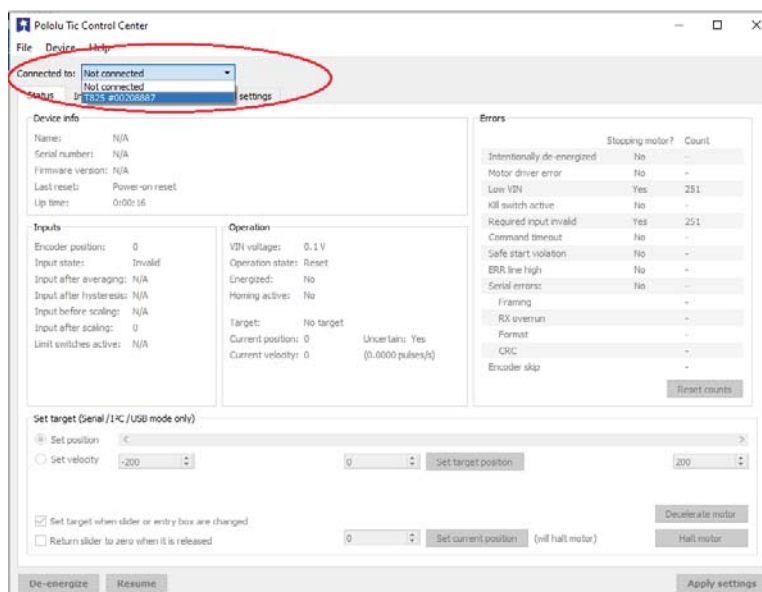 Pololu Tic Control Center
File Device Help
Connected to: Not connected
Not connected
T825 #00208887
Status settings
Device info
Name: N/A
Serial number: N/A
Firmware version: N/A
Last reset: Power-on reset
Up time: 0:00:16
Errors
Stopping motor? Count
Intentionally de-energized No -
Motor driver error No -
Low VIN Yes 251
Kill switch active No -
Required input invalid Yes 251
Command timeout No -
Safe start violation No -
ERR line high No -
Serial errors: No -
Framing -
RX overrun -
Format -
CRC -
Encoder skip -
Reset counts
Inputs
Encoder position: 0
Input state: Invalid
Input after averaging: N/A
Input after hysteresis: N/A
Input before scaling: N/A
Input after scaling: 0
Limit switches active: N/A
Operation
VIN voltage: 0.1 V
Operation state: Reset
Energized: No
Homing active: No
Target: No target
Current position: 0 Uncertain: Yes
Current velocity: 0 (0.0000 pulses/s)
Set target (Serial/I²C/USB mode only)
Set position
Set velocity -200 0 Set target position 200
Set target when slider or entry box are changed
Return slider to zero when it is released
0 Set current position (will halt motor)
Decelerate motor
Halt motor
De-energize Resume Apply settings